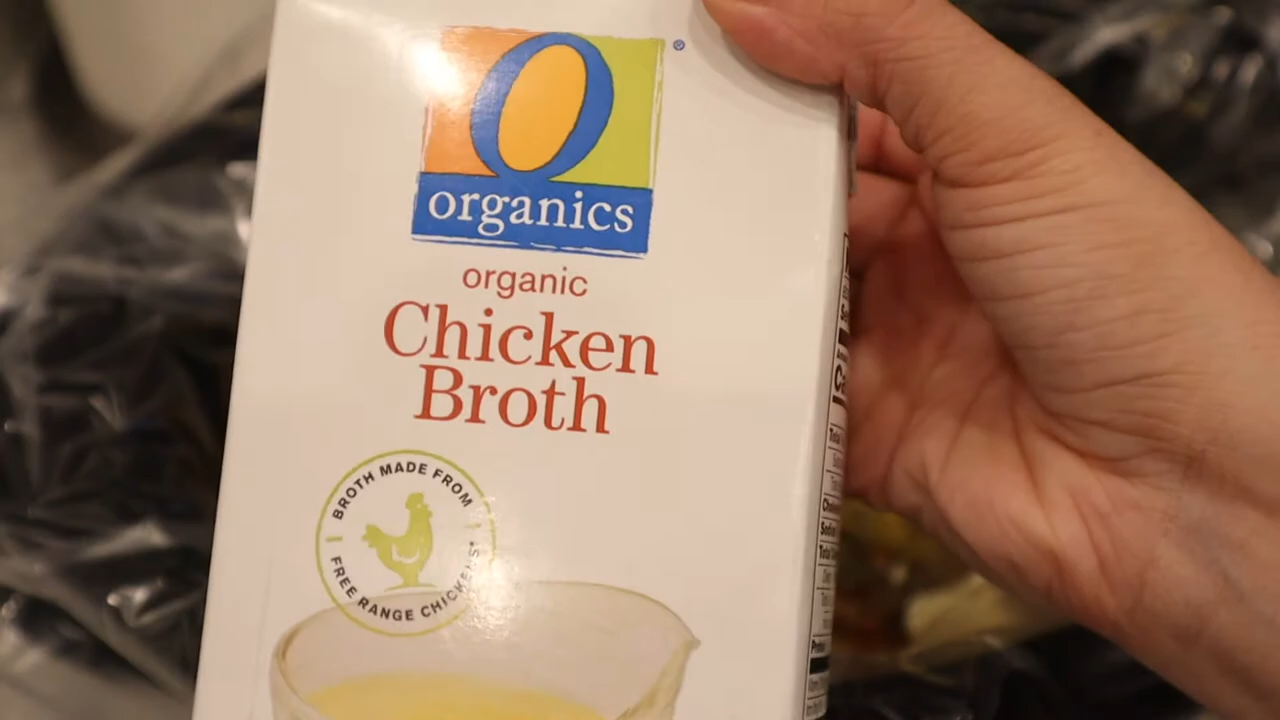 O
organics®
organic
Chicken
Broth
BROTH MADE FROM
FREE RANGE CHICKENS*